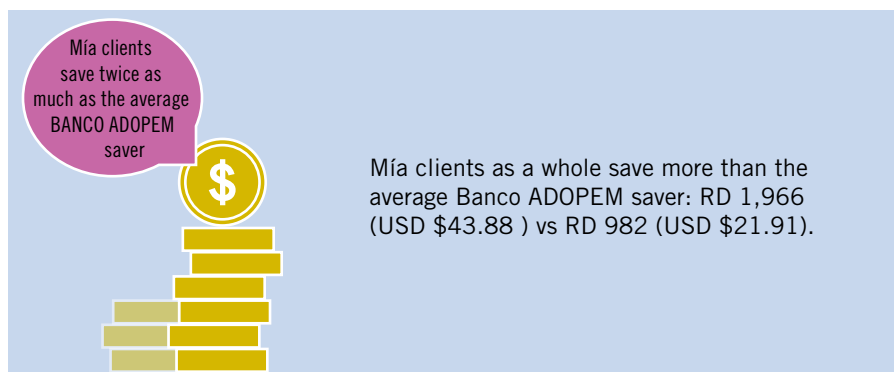 Mía clients
save twice as
much as the average
BANCO ADOPEM
saver
$
Mía clients as a whole save more than the
average Banco ADOPEM saver: RD 1,966
(USD $43.88 ) vs RD 982 (USD $21.91).